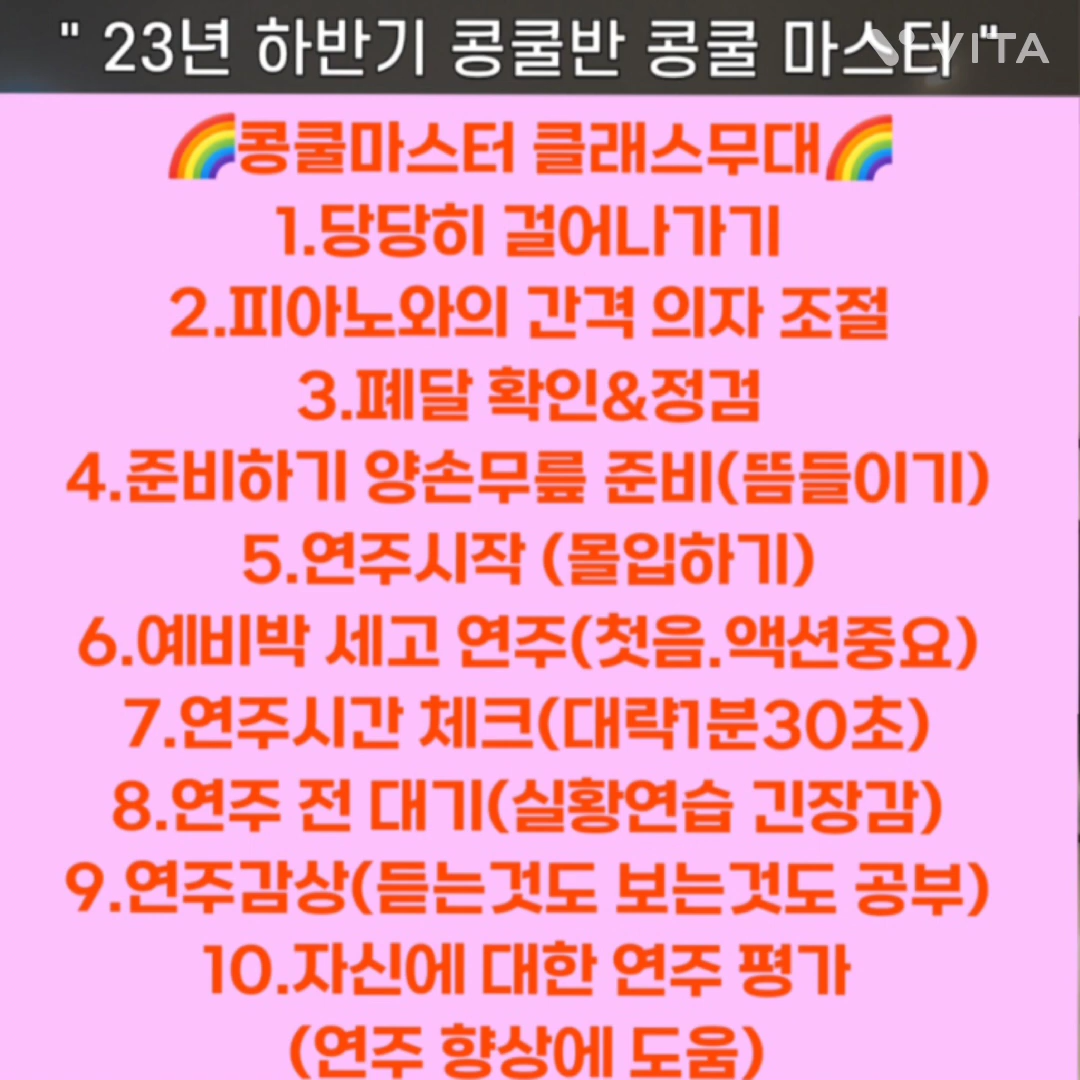 " 23년 하반기 콩쿨반 콩쿨 마스터 "
VITA
🌈콩쿨마스터 클래스무대🌈
1.당당히 걸어나가기
2.피아노와의 간격 의자 조절
3.폐달 확인&정검
4.준비하기 양손무릎 준비(뜸들이기)
5.연주시작 (몰입하기)
6.예비박 세고 연주(첫음.액션중요)
7.연주시간 체크(대략1분30초)
8.연주 전 대기(실황연습 긴장감)
9.연주감상(듣는것도 보는것도 공부)
10.자신에 대한 연주 평가
(연주 향상에 도움)